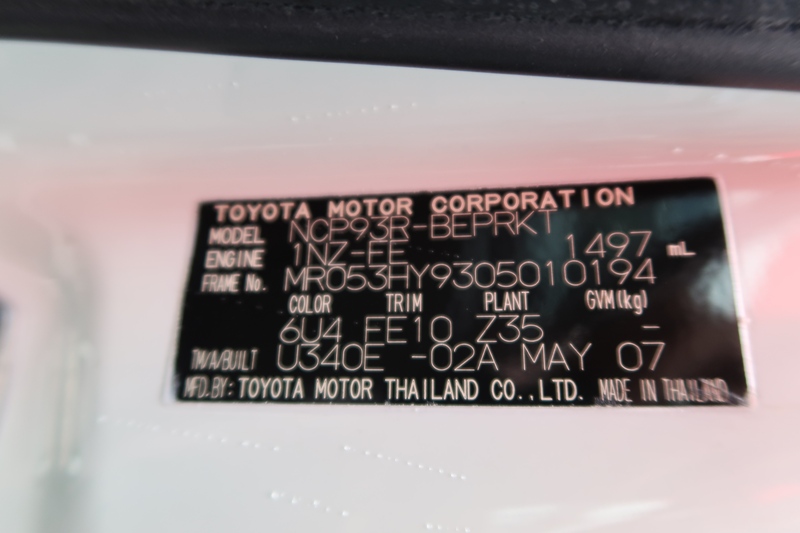 TOYOTA MOTOR CORPORATION
MODEL NCP93R-BEPRKT
ENGINE 1NZ-FE 1497 mL
FRAME No. MR053HY9305010194
COLOR TRIM PLANT GVM(kg)
6U4 FE10 Z35 -
TM/A/BUILT U340E -02A MAY 07
MFD.BY: TOYOTA MOTOR THAILAND CO.,LTD. MADE IN THAILAND